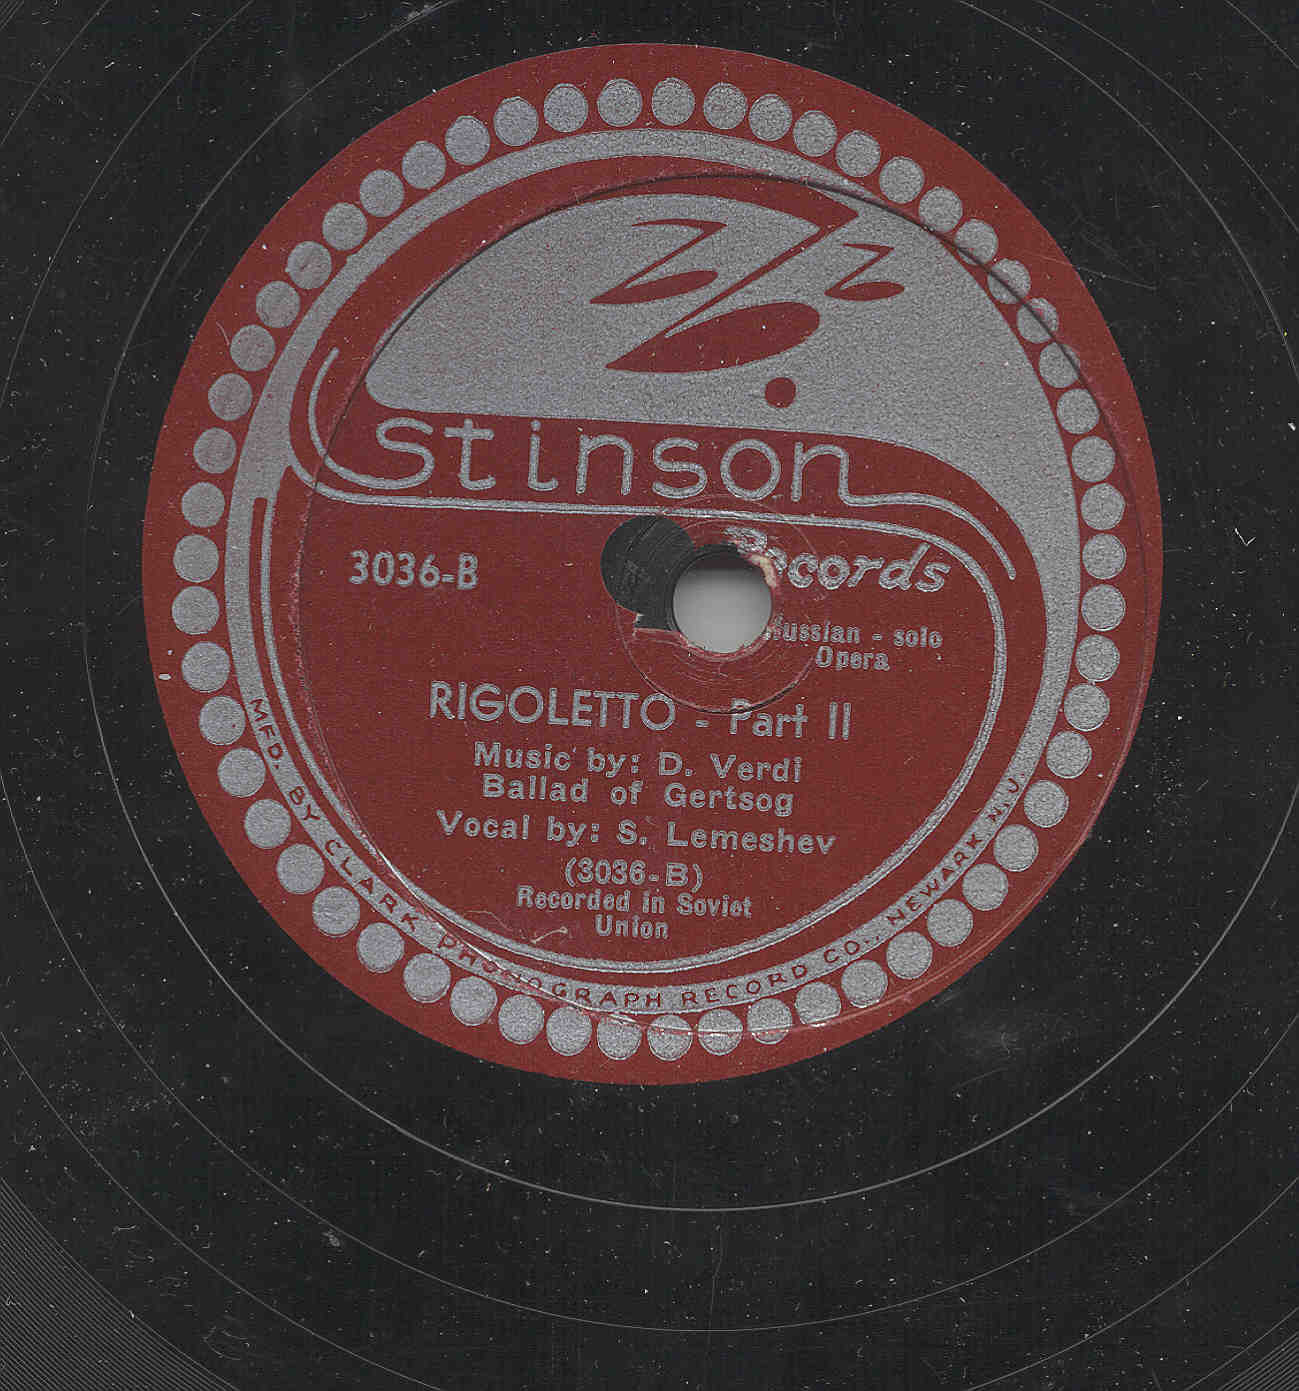 Stinson
Records
3036-B
Russian - solo
Opera
RIGOLETTO - Part II
Music by: D. Verdi
Ballad of Gertsog
Vocal by: S. Lemeshev
(3036-B)
Recorded in Soviet
Union
MFD. BY CLARK PHONOGRAPH RECORD CO., NEWARK N.J.